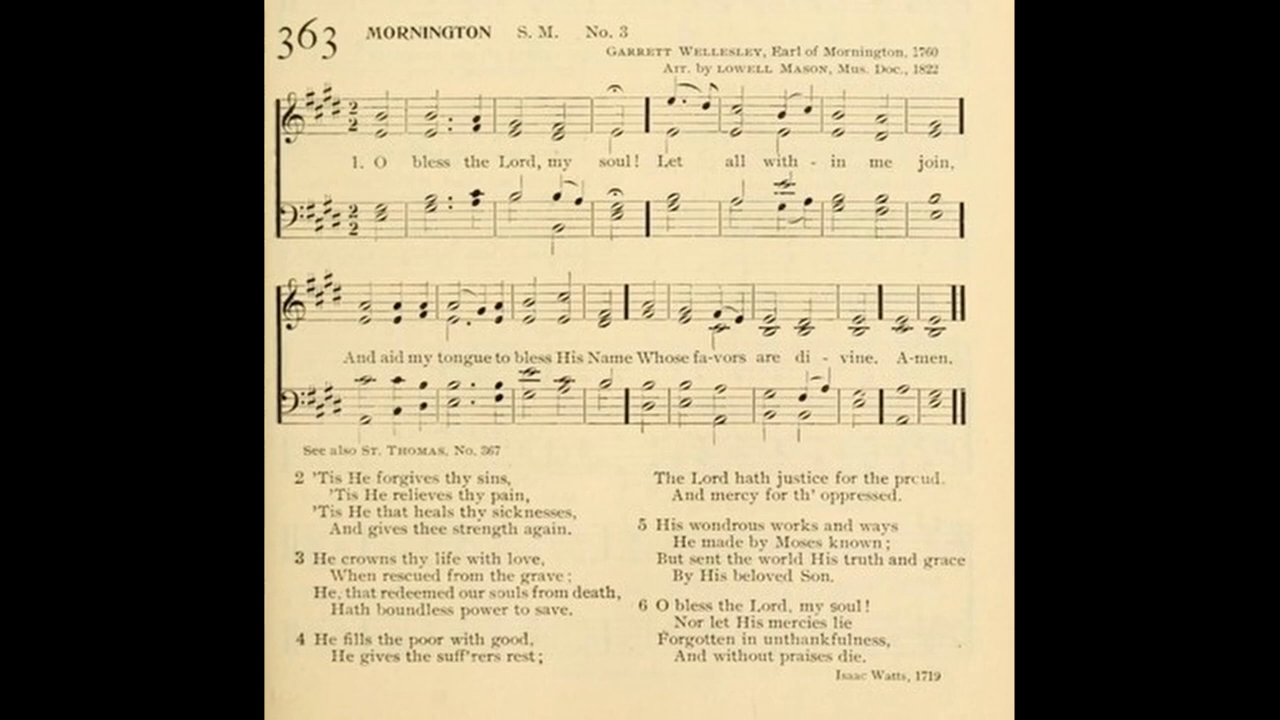 363 MORNINGTON S. M. No. 3
GARRETT WELLESLEY, Earl of Mornington, 1760
Arr. by LOWELL MASON, Mus. Doc., 1822
1. O bless the Lord, my soul! Let all with - in me join,
And aid my tongue to bless His Name Whose fa-vors are di - vine. A-men.
See also ST. THOMAS, No. 367
2 'Tis He forgives thy sins,
'Tis He relieves thy pain,
'Tis He that heals thy sicknesses,
And gives thee strength again.
3 He crowns thy life with love,
When rescued from the grave;
He, that redeemed our souls from death,
Hath boundless power to save.
4 He fills the poor with good,
He gives the suff'rers rest;
The Lord hath justice for the proud.
And mercy for th' oppressed.
5 His wondrous works and ways
He made by Moses known;
But sent the world His truth and grace
By His beloved Son.
6 O bless the Lord, my soul!
Nor let His mercies lie
Forgotten in unthankfulness,
And without praises die.
Isaac Watts, 1719